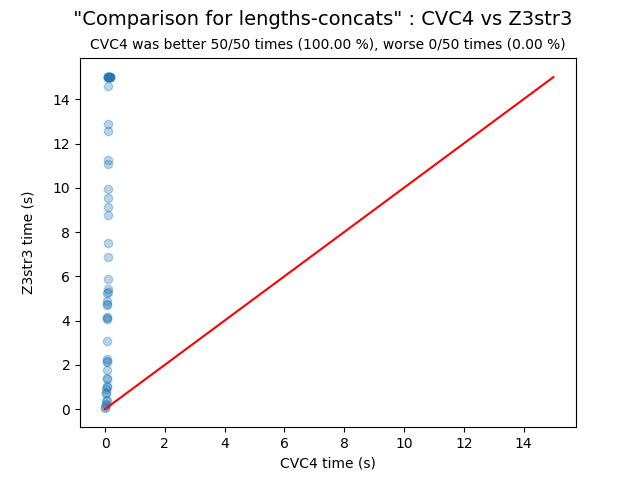 "Comparison for lengths-concats" : CVC4 vs Z3str3
CVC4 was better 50/50 times (100.00 %), worse 0/50 times (0.00 %)
14
12
10
8
6
4
2
0
Z3str3 time (s)
0 2 4 6 8 10 12 14
CVC4 time (s)